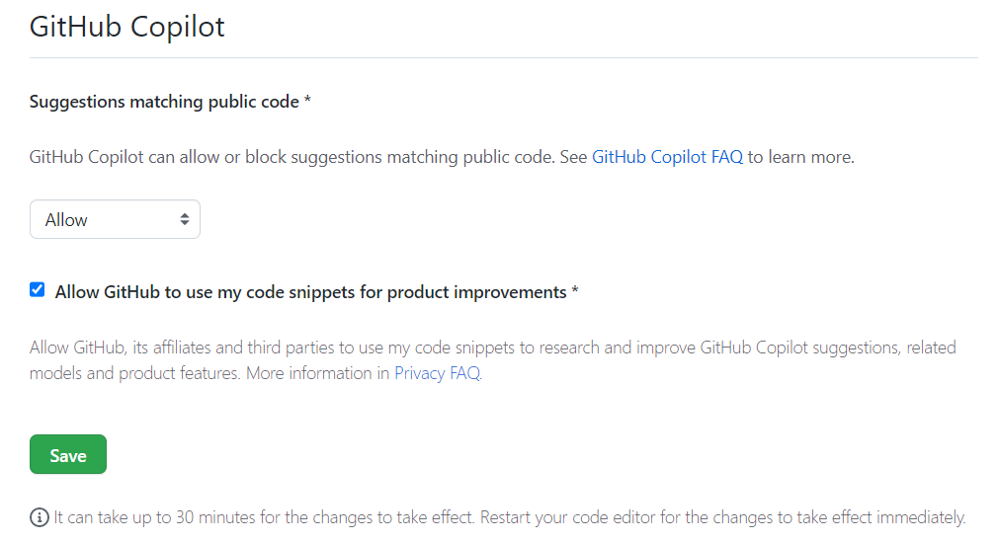 GitHub Copilot
Suggestions matching public code *
GitHub Copilot can allow or block suggestions matching public code. See GitHub Copilot FAQ to learn more.
Allow
Allow GitHub to use my code snippets for product improvements *
Allow GitHub, its affiliates and third parties to use my code snippets to research and improve GitHub Copilot suggestions, related
models and product features. More information in Privacy FAQ.
Save
It can take up to 30 minutes for the changes to take effect. Restart your code editor for the changes to take effect immediately.